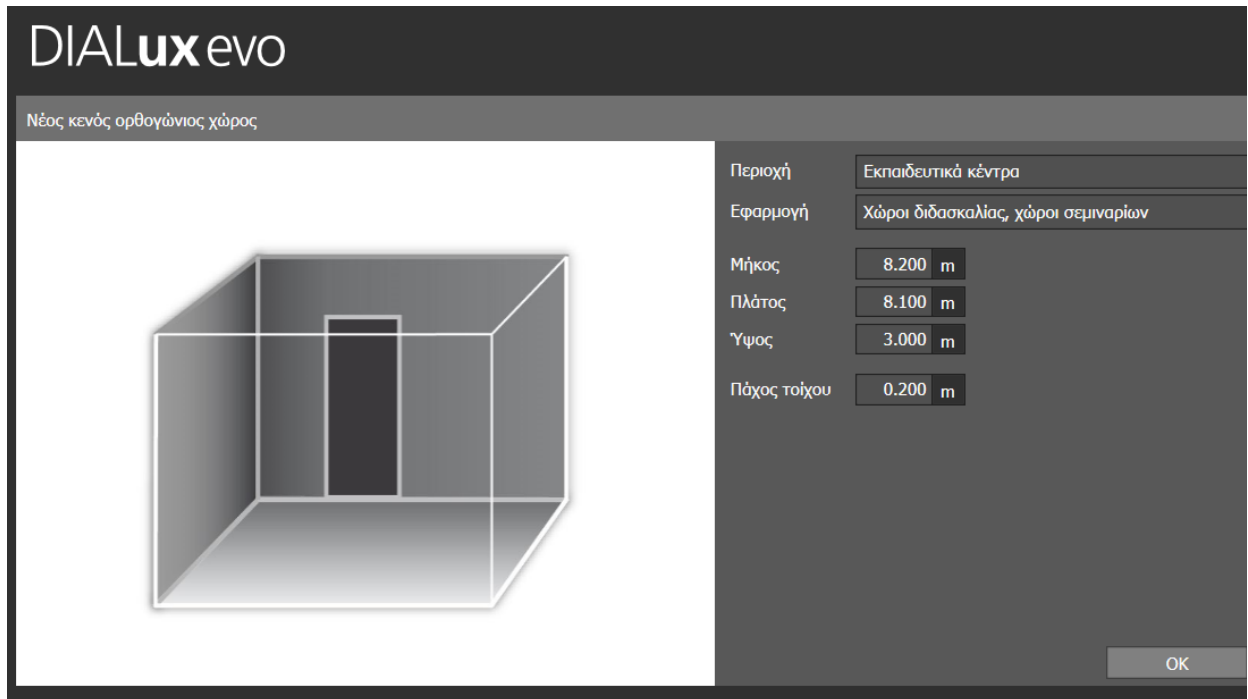 DIALux evo
Νέος κενός ορθογώνιος χώρος
Περιοχή Εκπαιδευτικά κέντρα
Εφαρμογή Χώροι διδασκαλίας, χώροι σεμιναρίων
Μήκος 8.200 m
Πλάτος 8.100 m
Ύψος 3.000 m
Πάχος τοίχου 0.200 m
OK